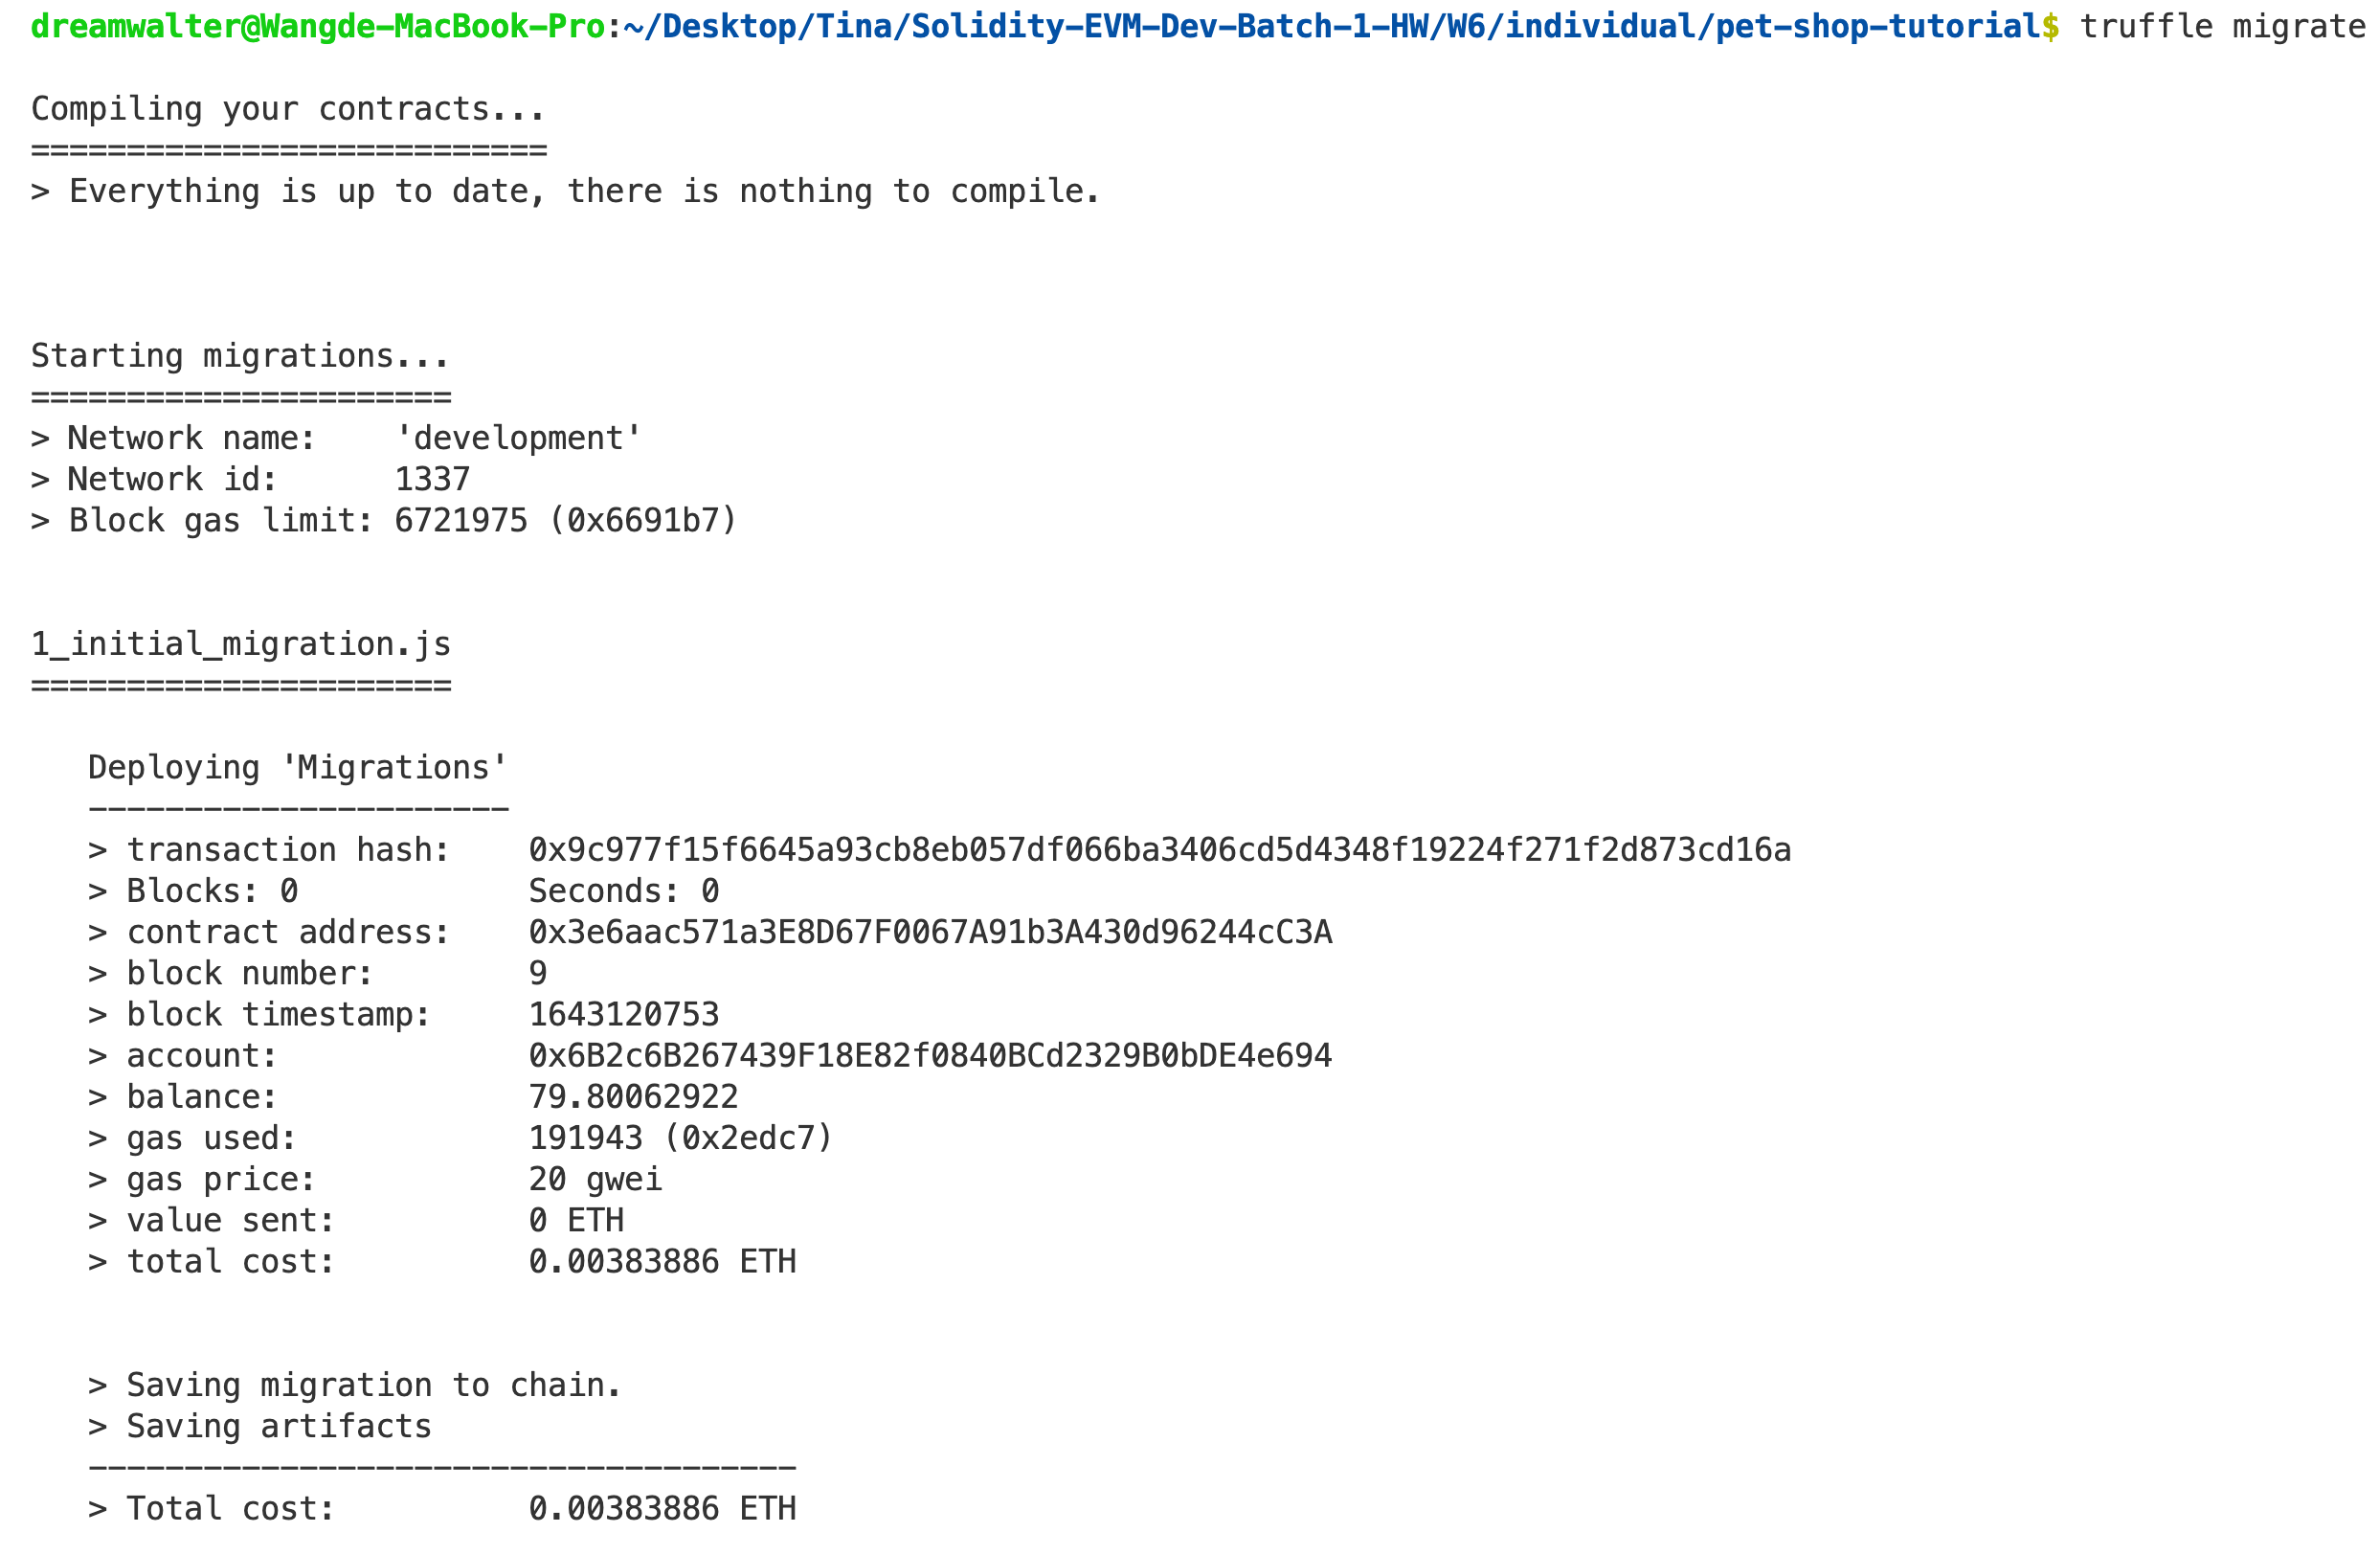 dreamwalter@Wangde-MacBook-Pro:~/Desktop/Tina/Solidity-EVM-Dev-Batch-1-HW/W6/individual/pet-shop-tutorial$ truffle migrate
Compiling your contracts...
===========================
> Everything is up to date, there is nothing to compile.
Starting migrations...
======================
> Network name:    'development'
> Network id:      1337
> Block gas limit: 6721975 (0x6691b7)
1_initial_migration.js
======================
   Deploying 'Migrations'
   ----------------------
   > transaction hash:    0x9c977f15f6645a93cb8eb057df066ba3406cd5d4348f19224f271f2d873cd16a
   > Blocks: 0            Seconds: 0
   > contract address:    0x3e6aac571a3E8D67F0067A91b3A430d96244cC3A
   > block number:        9
   > block timestamp:     1643120753
   > account:             0x6B2c6B267439F18E82f0840BCd2329B0bDE4e694
   > balance:             79.80062922
   > gas used:            191943 (0x2edc7)
   > gas price:           20 gwei
   > value sent:          0 ETH
   > total cost:          0.00383886 ETH
   > Saving migration to chain.
   > Saving artifacts
   -------------------------------------
   > Total cost:          0.00383886 ETH